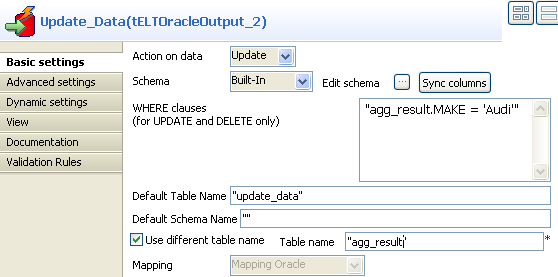 Update_Data(tELTOracleOutput_2)
Basic settings
Advanced settings
Dynamic settings
View
Documentation
Validation Rules
Action on data Update
Schema Built-In Edit schema ... Sync columns
WHERE clauses
(for UPDATE and DELETE only)
"agg_result.MAKE = 'Audi'"
Default Table Name "update_data"
Default Schema Name ""
Use different table name Table name "agg_result" *
Mapping Mapping Oracle